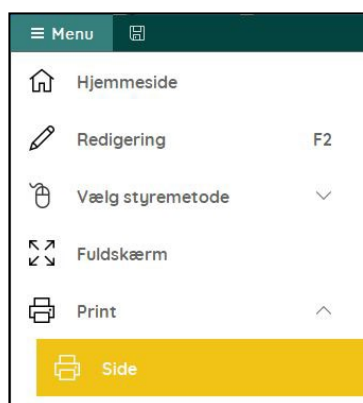 Menu
Hjemmeside
Redigering F2
Vælg styremetode
Fuldskærm
Print
Side